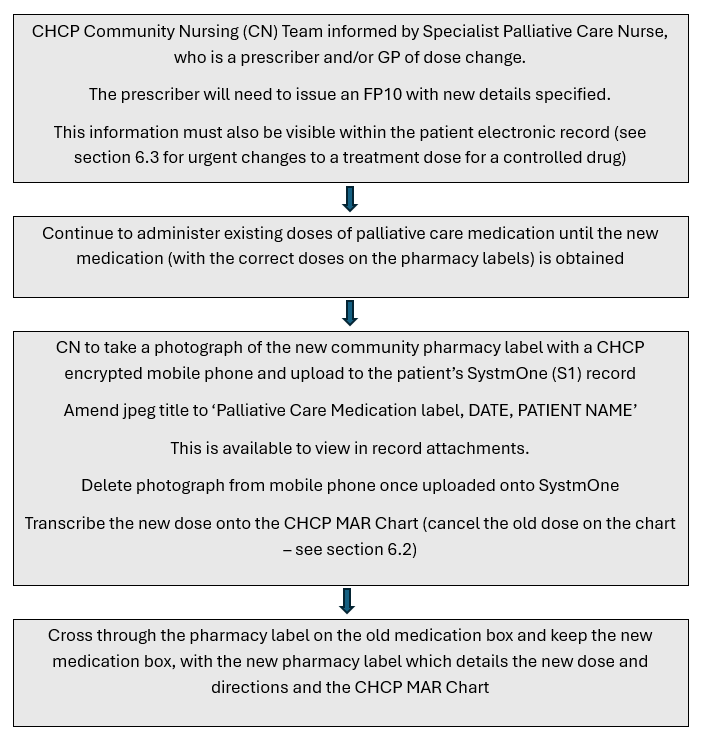 CHCP Community Nursing (CN) Team informed by Specialist Palliative Care Nurse,
who is a prescriber and/or GP of dose change.
The prescriber will need to issue an FP10 with new details specified.
This information must also be visible within the patient electronic record (see
section 6.3 for urgent changes to a treatment dose for a controlled drug)
Continue to administer existing doses of palliative care medication until the new
medication (with the correct doses on the pharmacy labels) is obtained
CN to take a photograph of the new community pharmacy label with a CHCP
encrypted mobile phone and upload to the patient’s SystmOne (S1) record
Amend jpeg title to ‘Palliative Care Medication label, DATE, PATIENT NAME’
This is available to view in record attachments.
Delete photograph from mobile phone once uploaded onto SystmOne
Transcribe the new dose onto the CHCP MAR Chart (cancel the old dose on the chart
– see section 6.2)
Cross through the pharmacy label on the old medication box and keep the new
medication box, with the new pharmacy label which details the new dose and
directions and the CHCP MAR Chart